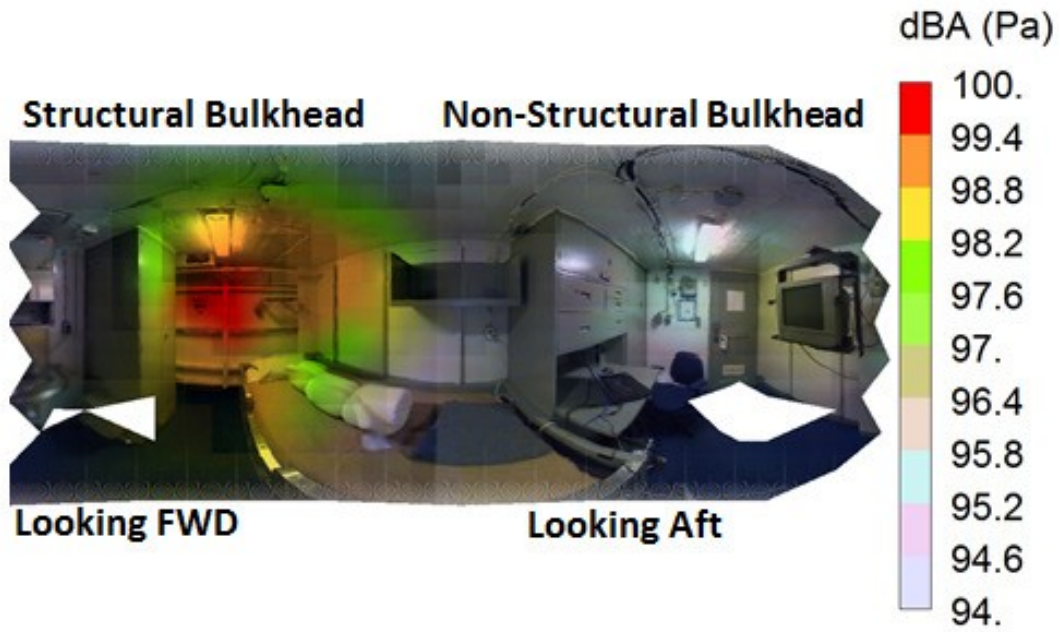 dBA (Pa)
Structural Bulkhead
Non-Structural Bulkhead
100.
99.4
98.8
98.2
97.6
97.
96.4
95.8
95.2
94.6
94.
Looking FWD
Looking Aft